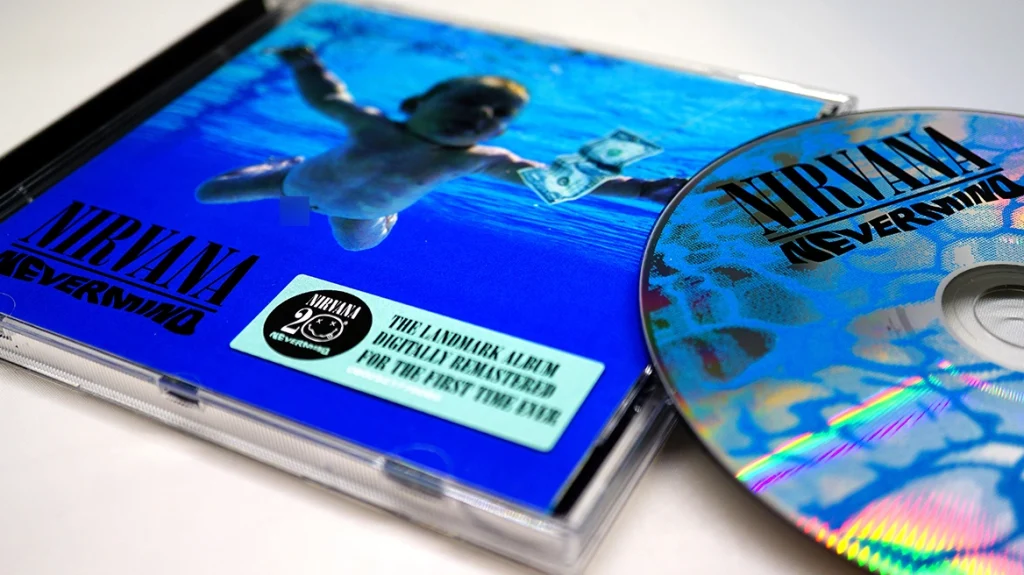 NIRVANA
NEVERMIND
NIRVANA
20
NEVERMIND
THE LANDMARK ALBUM
DIGITALLY REMASTERED
FOR THE FIRST TIME EVER
NIRVANA
NEVERMIND